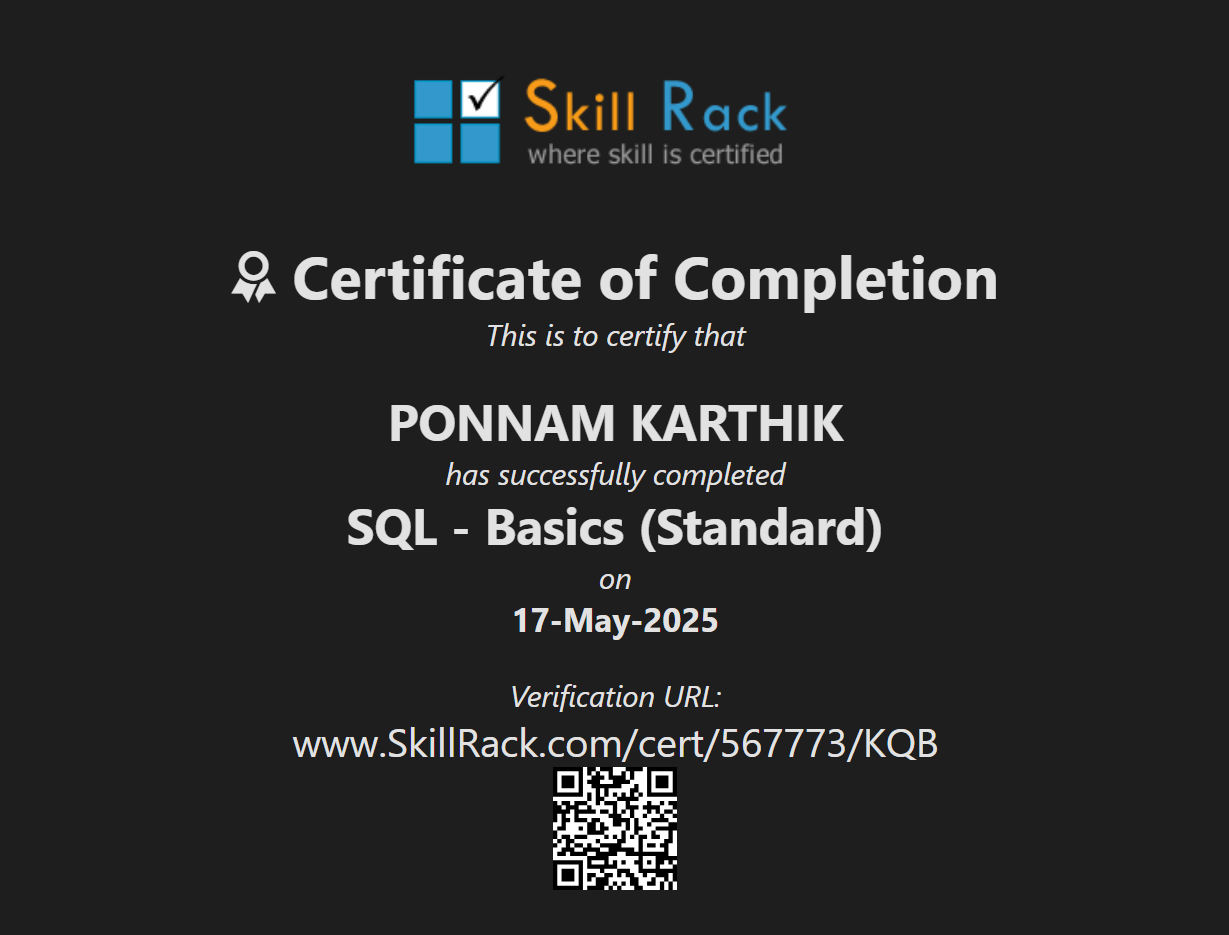 Skill Rack
where skill is certified
Certificate of Completion
This is to certify that
PONNAM KARTHIK
has successfully completed
SQL - Basics (Standard)
on
17-May-2025
Verification URL:
www.SkillRack.com/cert/567773/KQB